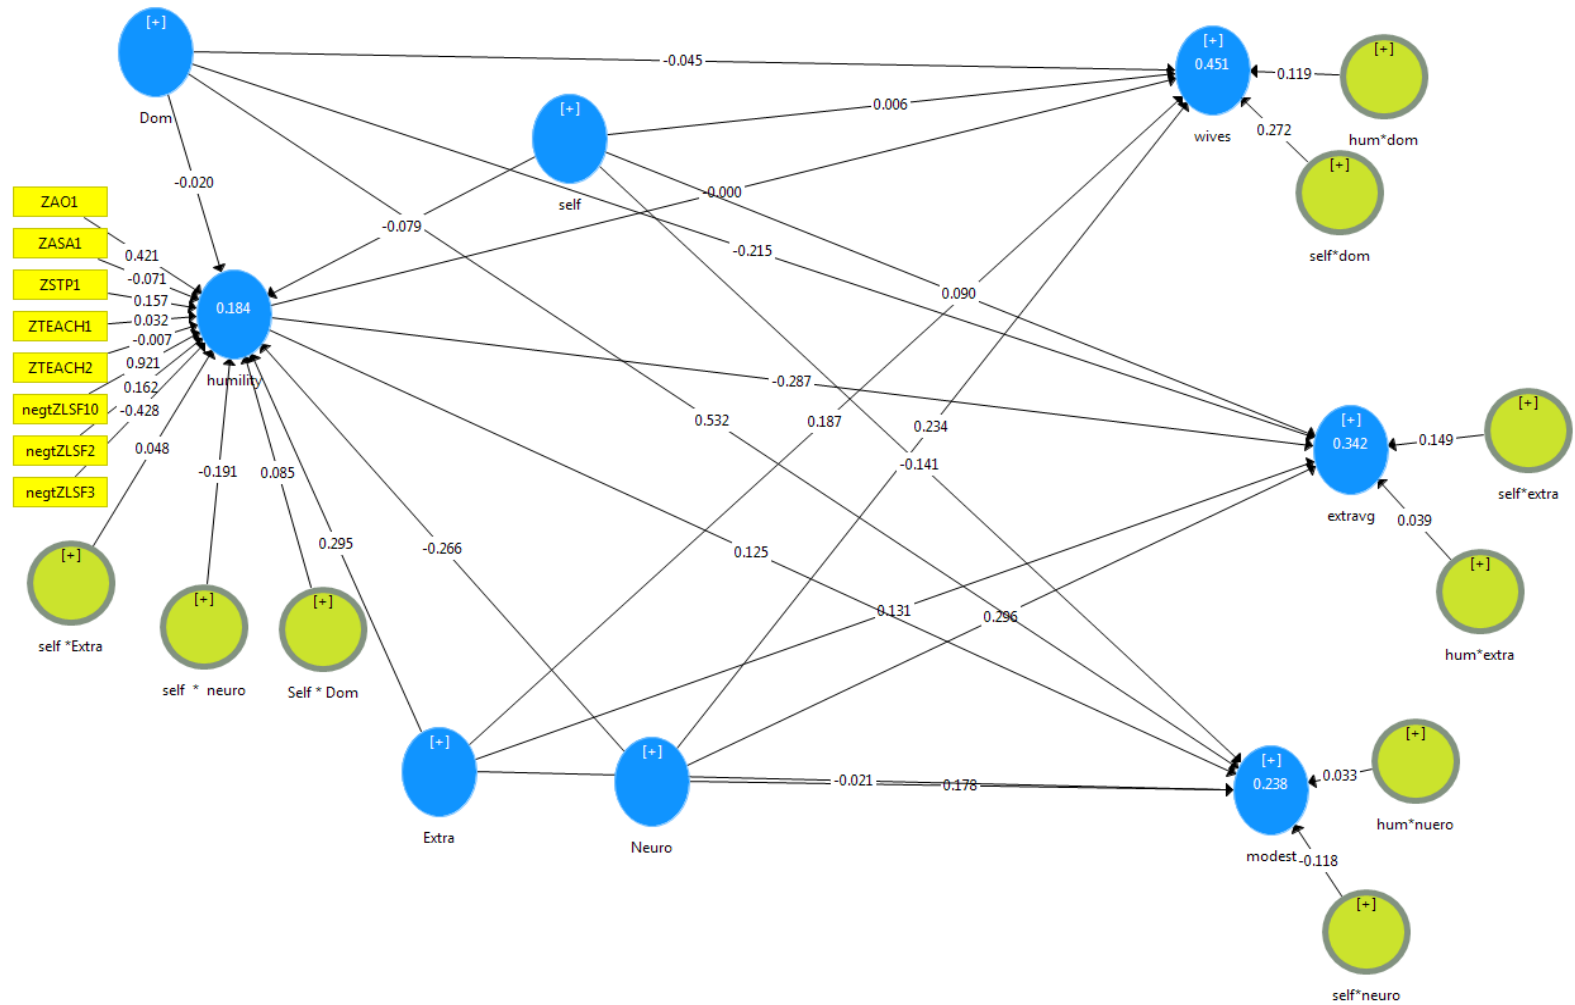 [+]
Dom
[+]
self
[+]
0.451
wives
[+]
hum*dom
[+]
self*dom
-0.045
0.006
0.119
0.272
-0.020
-0.079
-0.000
-0.215
0.090
ZAO1
ZASA1
ZSTP1
ZTEACH1
ZTEACH2
negtZLSF10
negtZLSF2
negtZLSF3
0.421
-0.071
0.157
0.032
-0.007
0.921
0.162
-0.428
0.048
0.184
humility
-0.287
0.532
0.187
0.234
-0.141
[+]
0.342
extravg
0.149
[+]
self*extra
0.039
[+]
hum*extra
-0.191
0.085
0.295
-0.266
0.125
0.131
0.296
[+]
self *Extra
[+]
self * neuro
[+]
Self * Dom
[+]
Extra
[+]
Neuro
-0.021
0.178
[+]
0.238
modest
0.033
[+]
hum*nuero
-0.118
[+]
self*neuro